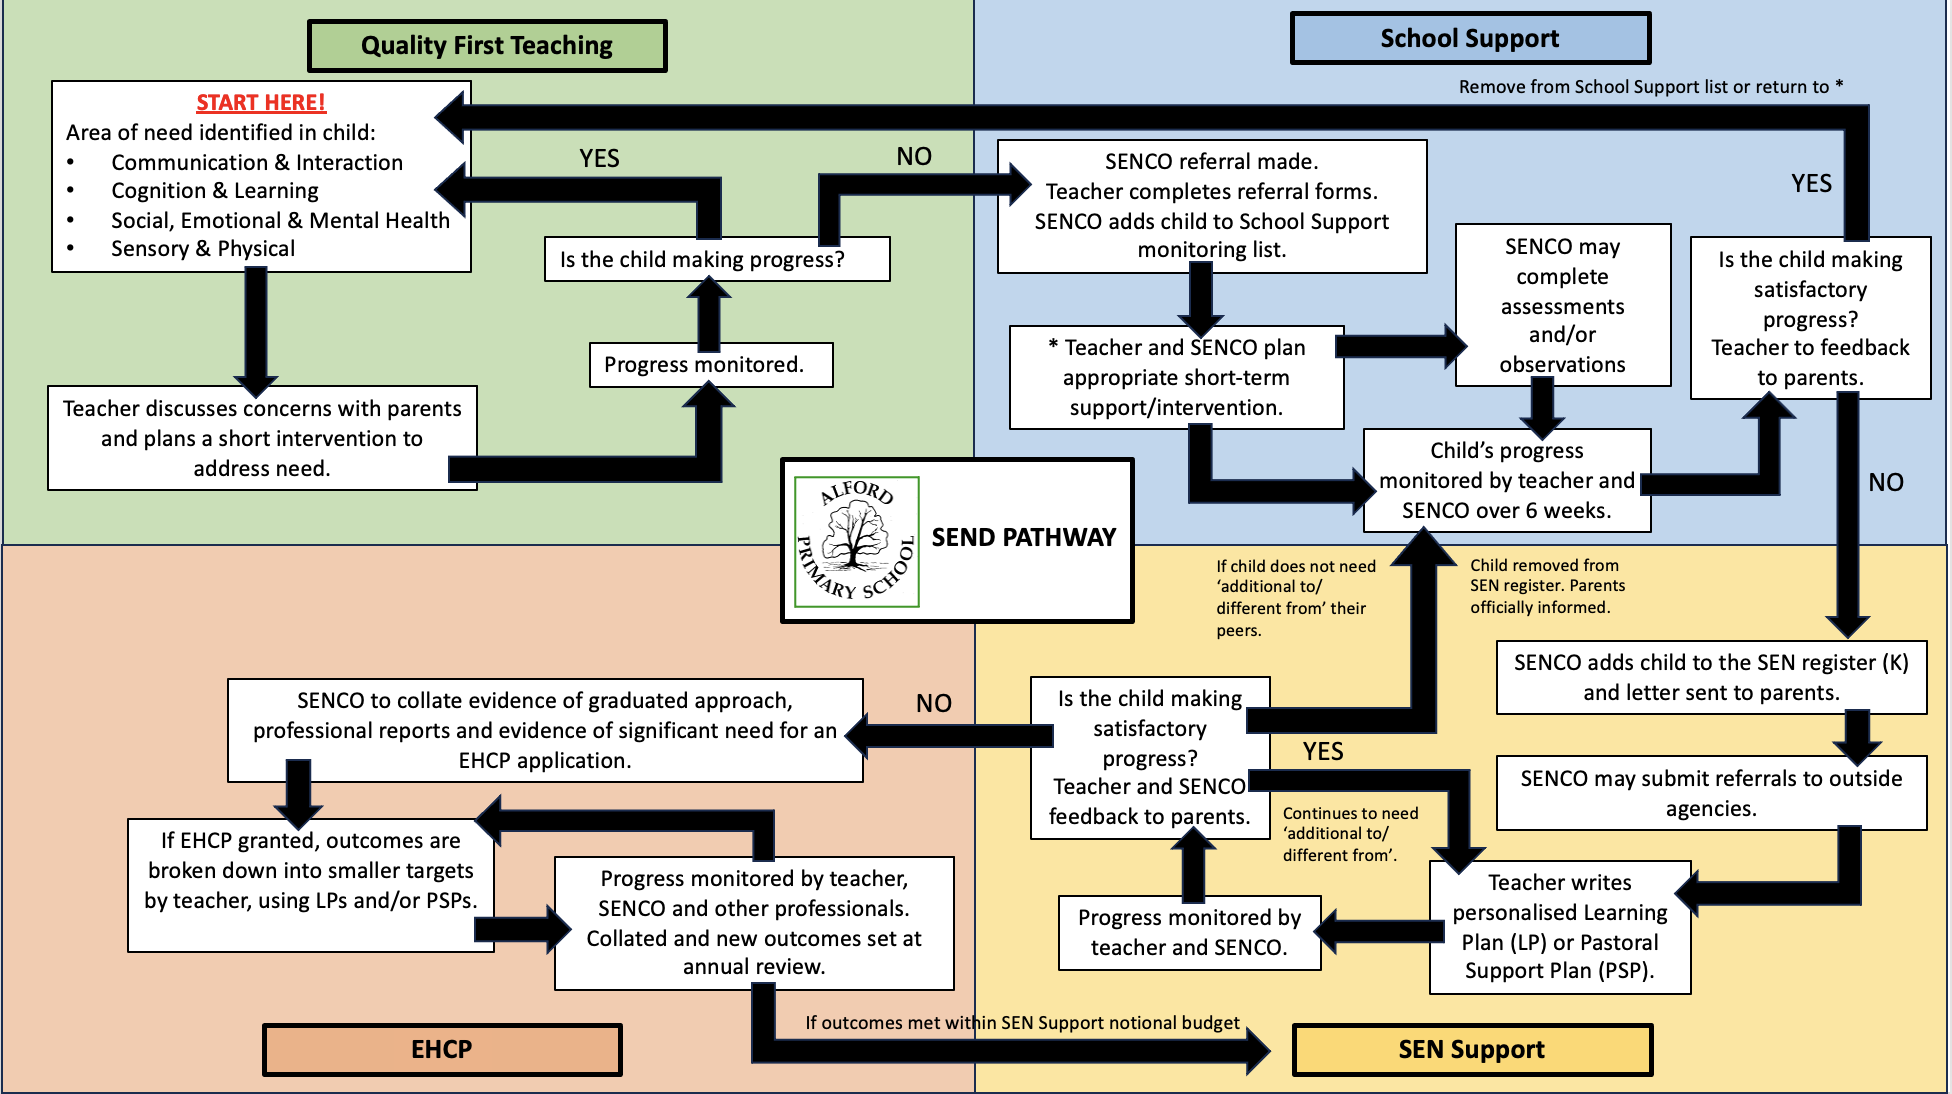 Quality First Teaching
START HERE!
Area of need identified in child:
• Communication & Interaction
• Cognition & Learning
• Social, Emotional & Mental Health
• Sensory & Physical
YES
NO
Is the child making progress?
Progress monitored.
Teacher discusses concerns with parents
and plans a short intervention to
address need.
School Support
Remove from School Support list or return to *
SENCO referral made.
Teacher completes referral forms.
SENCO adds child to School Support
monitoring list.
* Teacher and SENCO plan
appropriate short-term
support/intervention.
SENCO may
complete
assessments
and/or
observations
Child’s progress
monitored by teacher and
SENCO over 6 weeks.
YES
Is the child making
satisfactory
progress?
Teacher to feedback
to parents.
NO
ALFORD
PRIMARY SCHOOL
SEND PATHWAY
If child does not need
‘additional to/
different from’ their
peers.
Child removed from
SEN register. Parents
officially informed.
SENCO adds child to the SEN register (K)
and letter sent to parents.
SENCO may submit referrals to outside
agencies.
Teacher writes
personalised Learning
Plan (LP) or Pastoral
Support Plan (PSP).
Progress monitored by
teacher and SENCO.
Is the child making
satisfactory
progress?
Teacher and SENCO
feedback to parents.
YES
Continues to need
‘additional to/
different from’.
NO
SENCO to collate evidence of graduated approach,
professional reports and evidence of significant need for an
EHCP application.
If EHCP granted, outcomes are
broken down into smaller targets
by teacher, using LPs and/or PSPs.
Progress monitored by teacher,
SENCO and other professionals.
Collated and new outcomes set at
annual review.
If outcomes met within SEN Support notional budget
EHCP
SEN Support